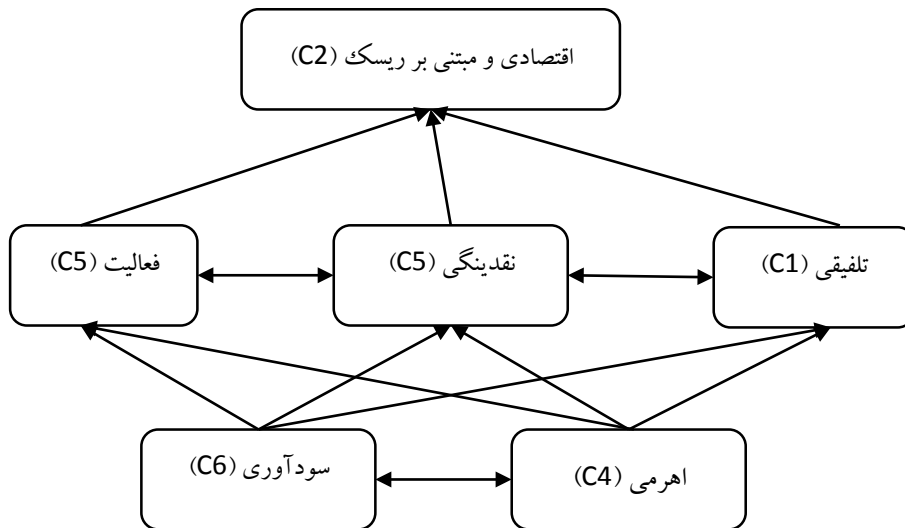 اقتصادی و مبتنی بر ریسک (C2)
تلفیقی (C1)
نقدینگی (C5)
فعالیت (C5)
اهرمی (C4)
سودآوری (C6)